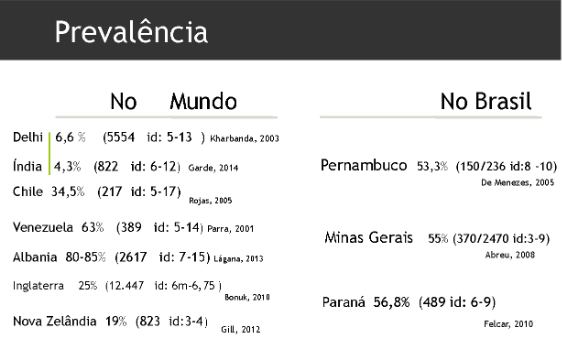 Prevalência
No Mundo
Delhi 6,6 % (5554 id: 5-13 ) Kharbanda, 2003
Índia 4,3% (822 id: 6-12) Garde, 2014
Chile 34,5% (217 id: 5-17)
Rojas, 2005
Venezuela 63% (389 id: 5-14) Parra, 2001
Albania 80-85% (2617 id: 7-15) Lágana, 2013
Inglaterra 25% (12.447 id: 6m-6,75 )
Bonuk, 2010
Nova Zelândia 19% (823 id:3-4)
Gill, 2012
No Brasil
Pernambuco 53,3% (150/236 id:8 -10)
De Menezes, 2005
Minas Gerais 55% (370/2470 id:3-9)
Abreu, 2008
Paraná 56,8% (489 id: 6-9)
Felcar, 2010